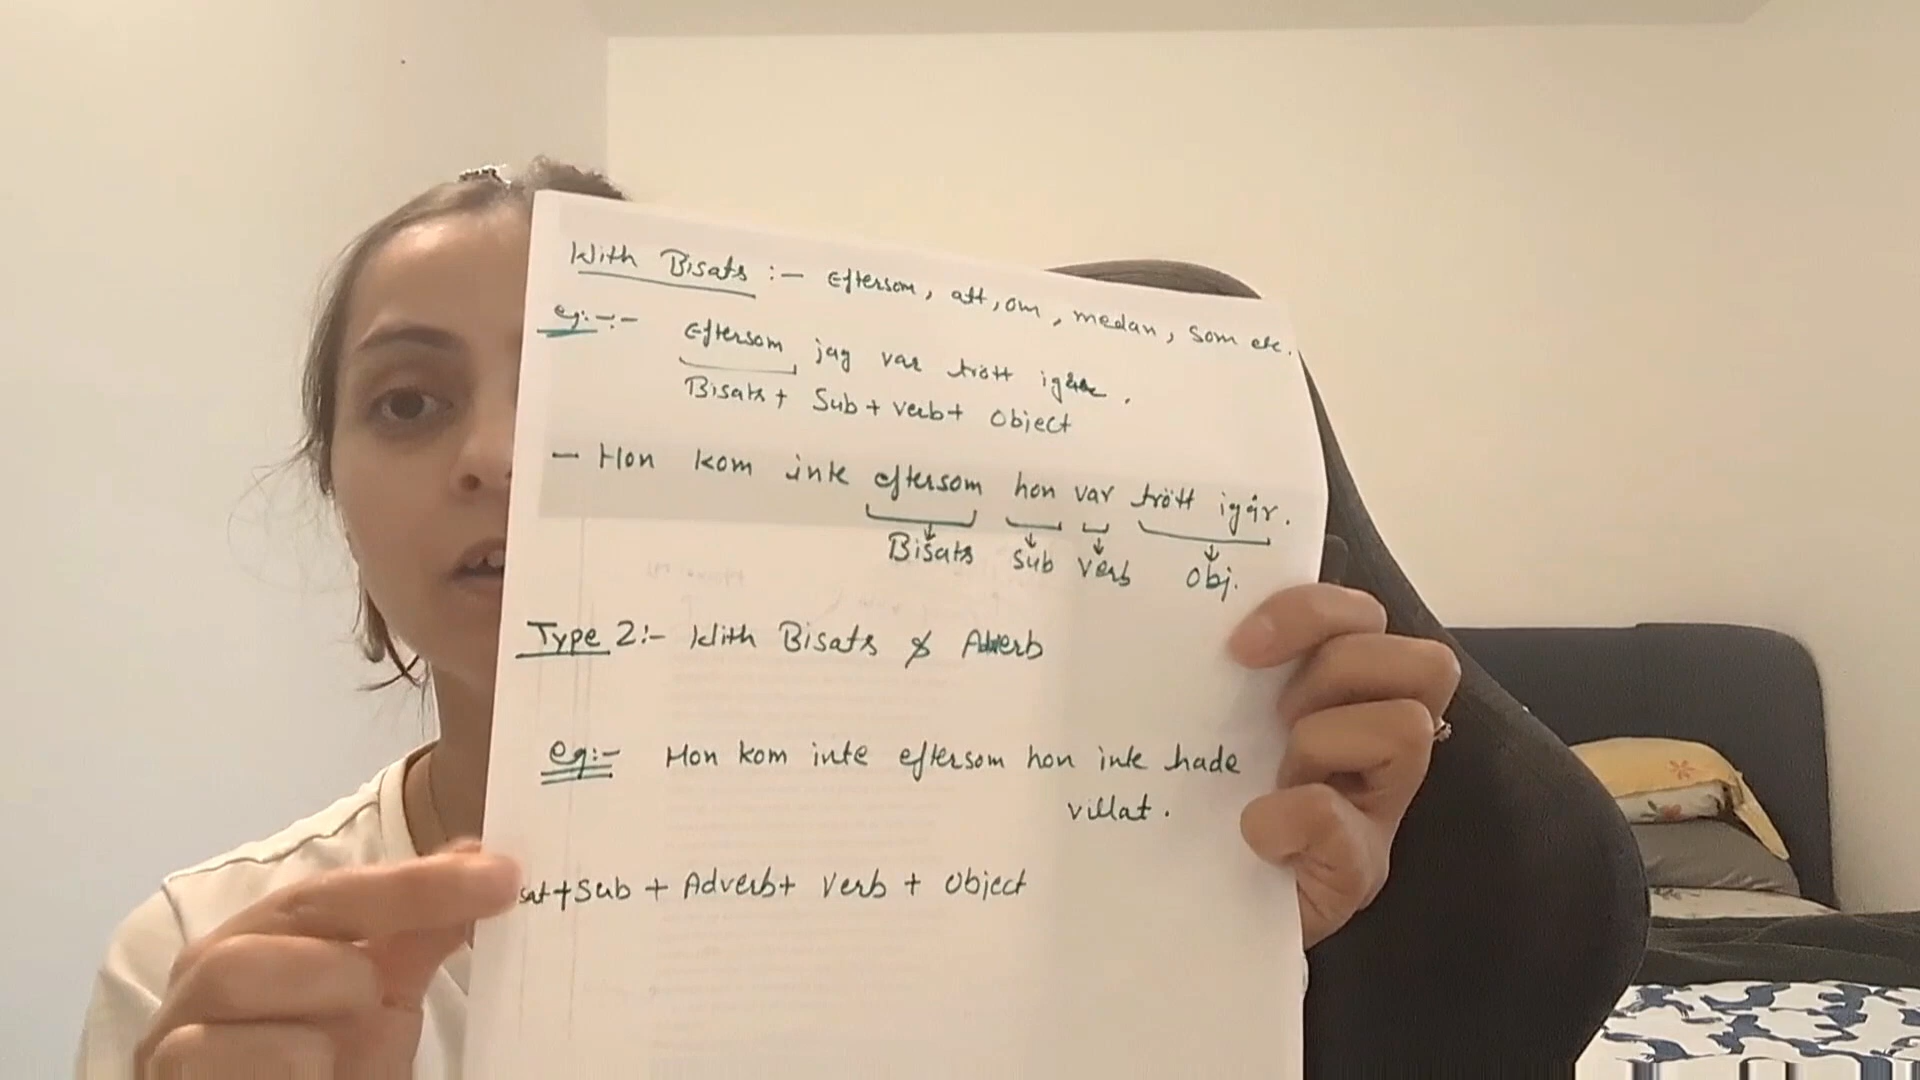 With Bisats :- Eftersom, att, om, medan, som etc.
eg:-:- Eftersom jag var trött igår.
Bisats + Sub + Verb + Object
- Hon kom inte eftersom hon var trött igår.
Bisats Sub Verb Obj.
Type 2:- With Bisats & Adverb
eg:- Hon kom inte eftersom hon inte hade
villat.
sat+Sub + Adverb+ Verb + Object